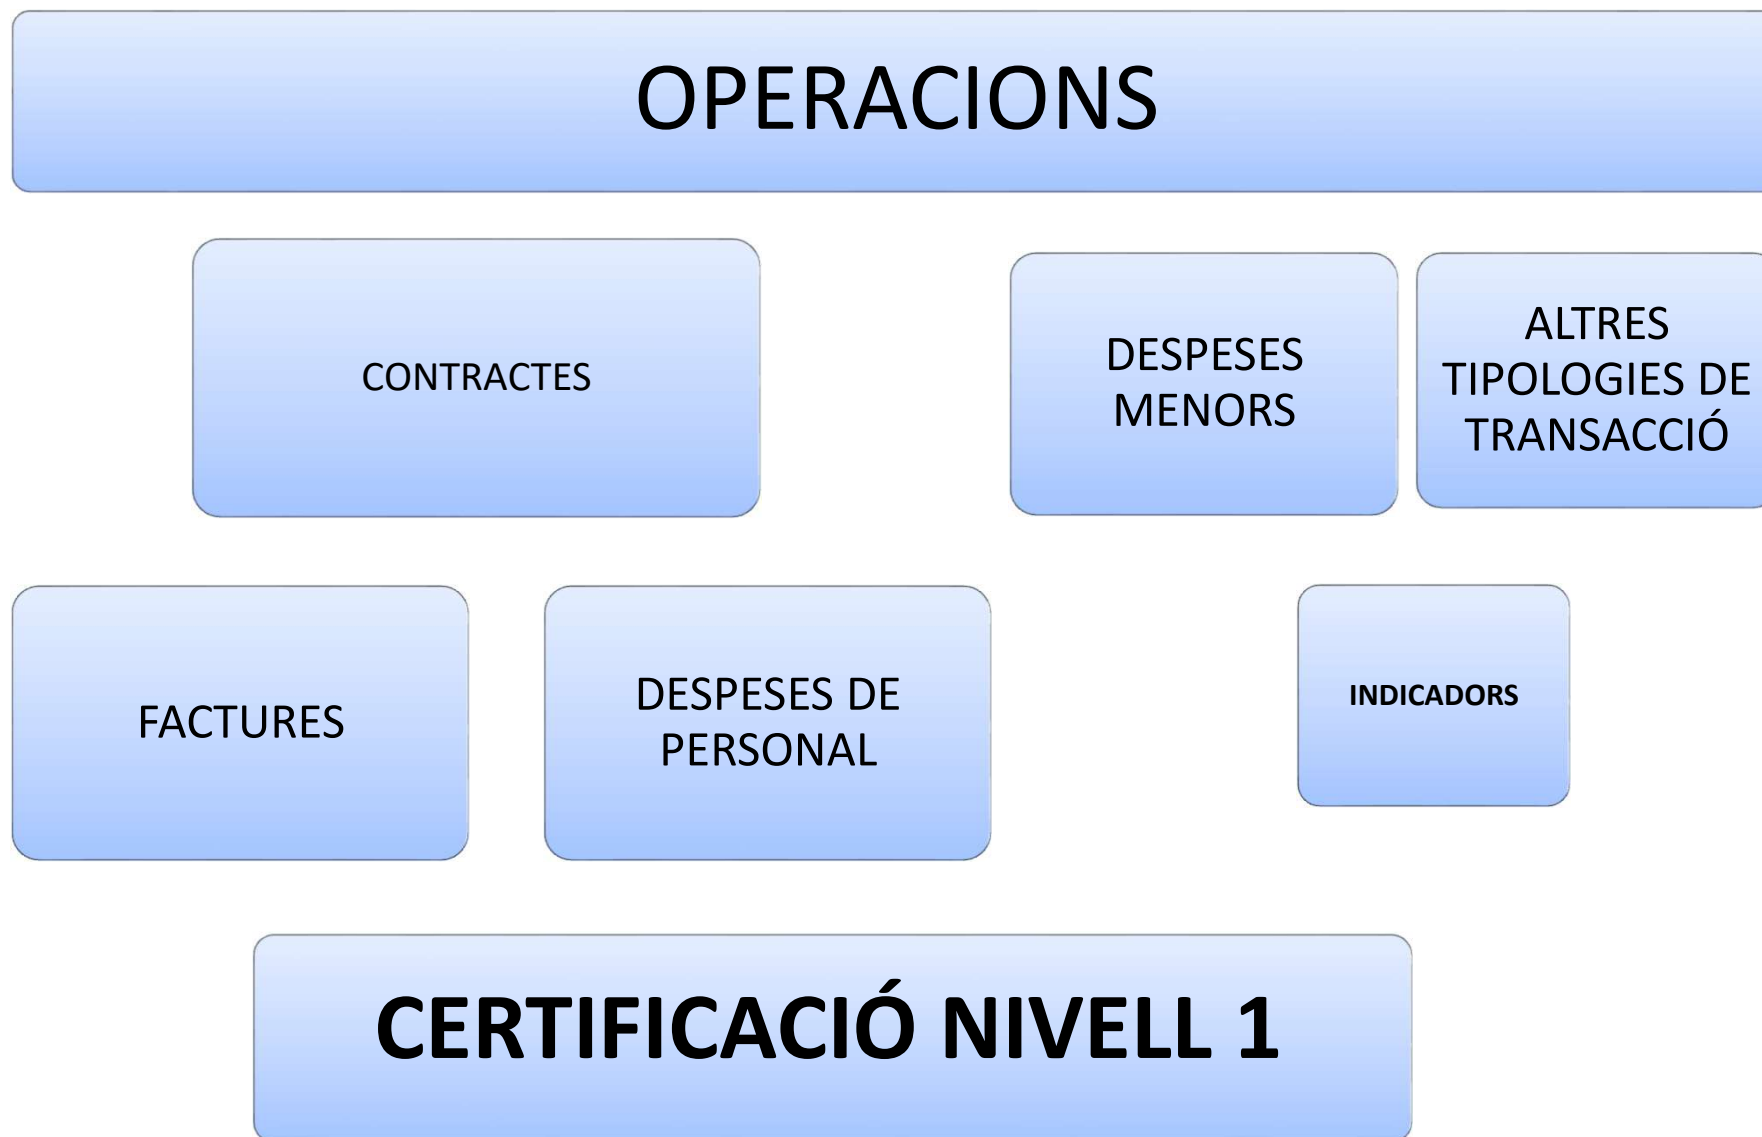 OPERACIONS
CONTRACTES
DESPESES
MENORS
ALTRES
TIPOLOGIES DE
TRANSACCIÓ
FACTURES
DESPESES DE
PERSONAL
INDICADORS
CERTIFICACIÓ NIVELL 1